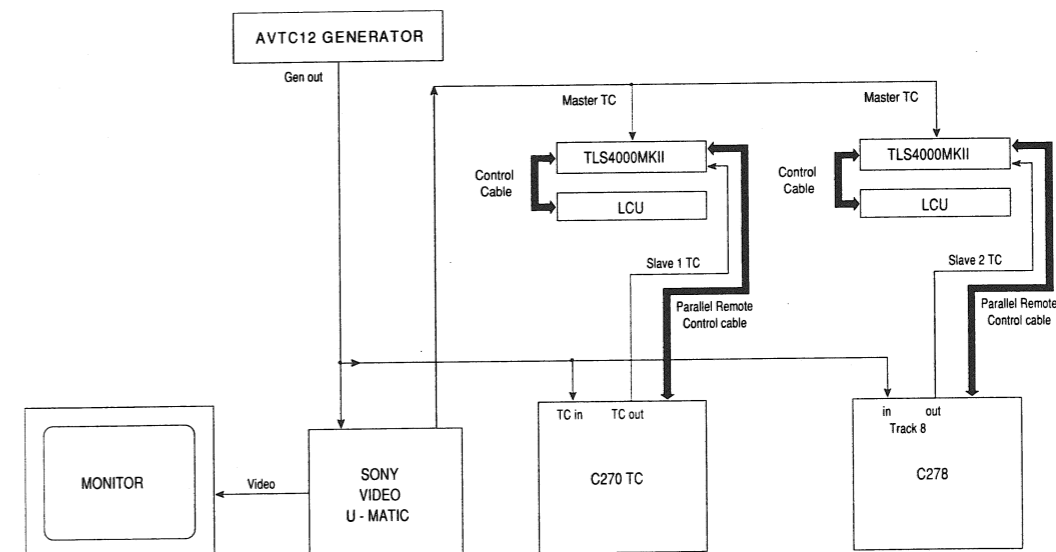 AVTC12 GENERATOR
Gen out
Master TC
Master TC
TLS4000MKII
TLS4000MKII
Control
Cable
Control
Cable
LCU
LCU
Slave 1 TC
Slave 2 TC
Parallel Remote
Control cable
Parallel Remote
Control cable
TC in
TC out
in
out
Track 8
MONITOR
Video
SONY
VIDEO
U - MATIC
C270 TC
C278